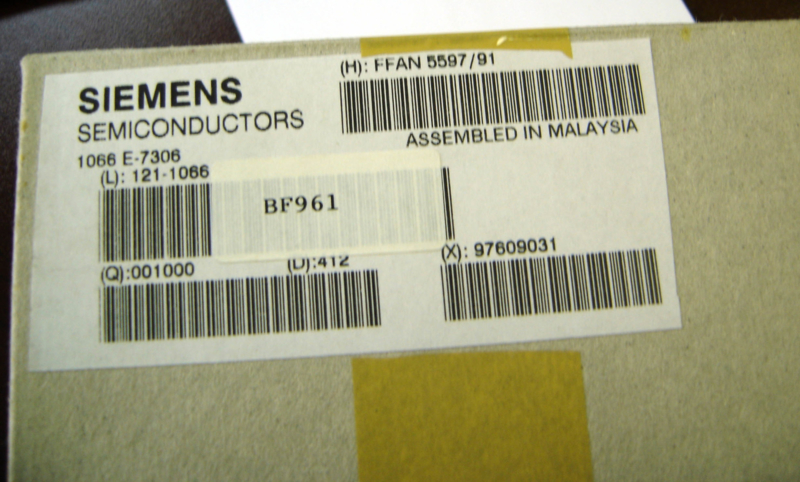 SIEMENS
SEMICONDUCTORS
(H): FFAN 5597/91
ASSEMBLED IN MALAYSIA
1066 E-7306
(L): 121-1066
BF961
(Q):001000
(D):412
(X): 97609031